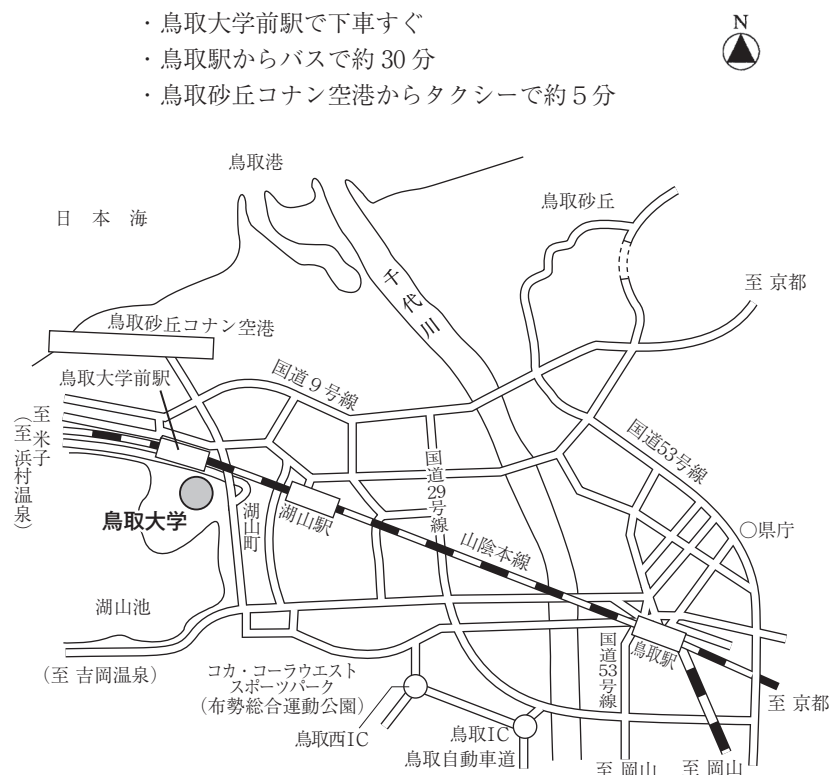 ・鳥取大学前駅で下車すぐ
・鳥取駅からバスで約 30 分
・鳥取砂丘コナン空港からタクシーで約 5 分
N
鳥取港
日 本 海
鳥取砂丘
千代川
至 京都
鳥取砂丘コナン空港
鳥取大学前駅
国道9号線
至 米子
(至 浜村温泉)
国道53号線
国道29号線
鳥取大学
湖山町
湖山駅
山陰本線
○県庁
湖山池
鳥取駅
(至 吉岡温泉)
コカ・コーラウエスト
スポーツパーク
(布勢総合運動公園)
国道53号線
至 京都
鳥取西IC
鳥取IC
鳥取自動車道
至 岡山
至 岡山